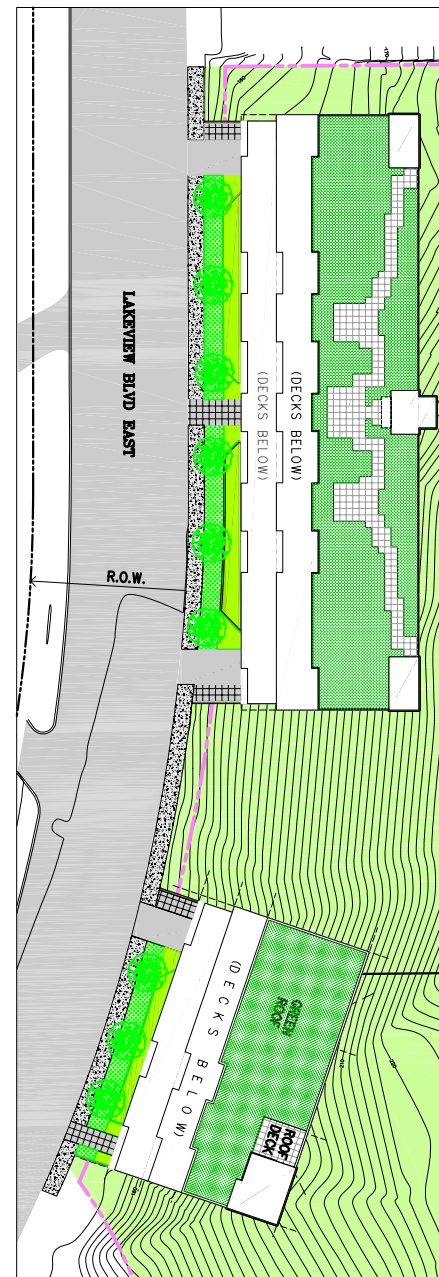 LAKEVIEW BLVD EAST
(DECKS BELOW)
(DECKS BELOW)
R.O.W.
(DECKS BELOW)
GREEN
ROOF
ROOF
DECK